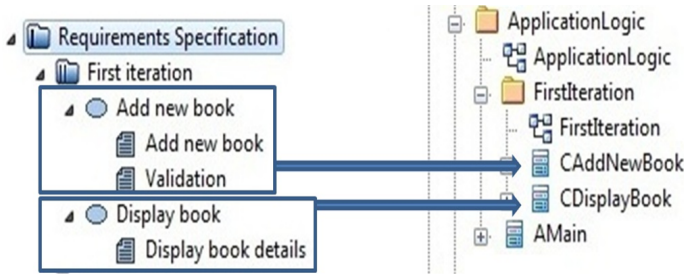 Requirements Specification
First iteration
Add new book
Add new book
Validation
Display book
Display book details
ApplicationLogic
ApplicationLogic
FirstIteration
FirstIteration
CAddNewBook
CDisplayBook
AMain